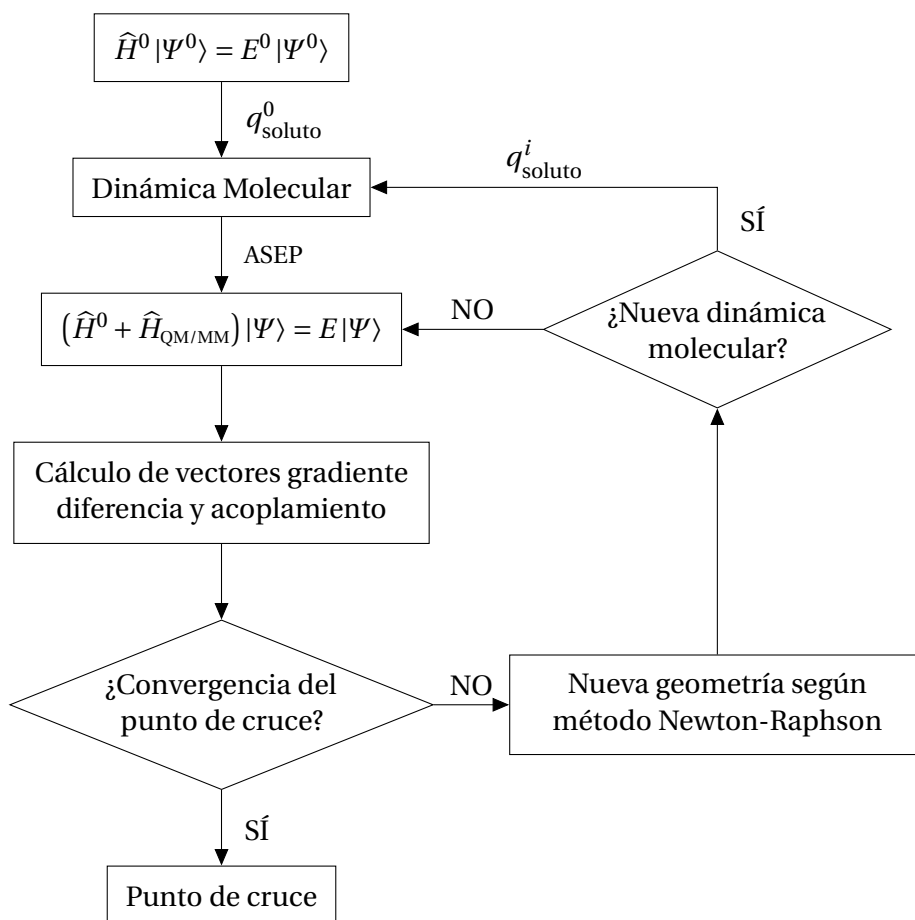 Ĥ⁰ |Ψ⁰⟩ = E⁰ |Ψ⁰⟩
q⁰soluto
Dinámica Molecular
qⁱsoluto
SÍ
ASEP
(Ĥ⁰ + ĤQM/MM) |Ψ⟩ = E |Ψ⟩
NO
¿Nueva dinámica
molecular?
Cálculo de vectores gradiente
diferencia y acoplamiento
¿Convergencia del
punto de cruce?
NO
Nueva geometría según
método Newton-Raphson
SÍ
Punto de cruce